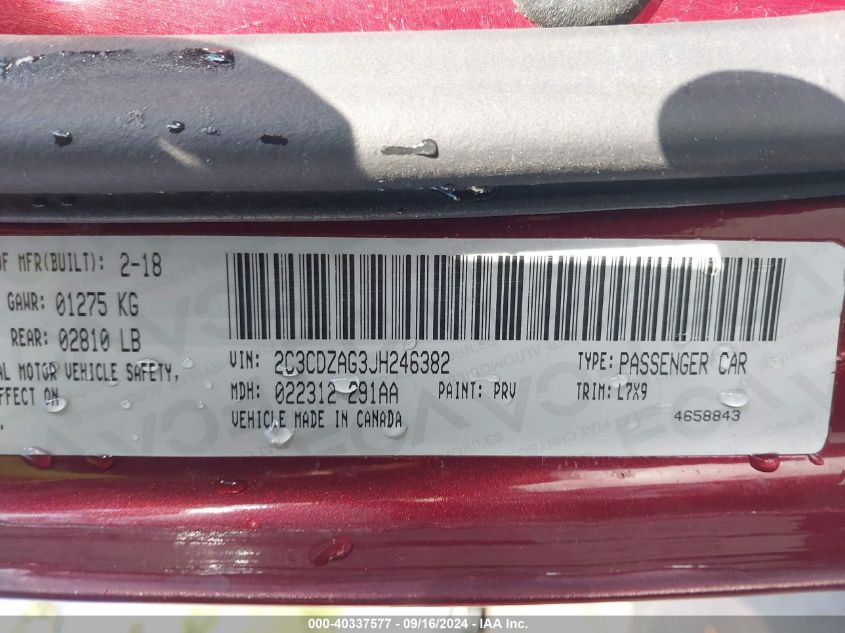 OF MFR(BUILT): 2-18
GAWR: 01275 KG
REAR: 02810 LB
AL MOTOR VEHICLE SAFETY,
EFFECT ON
VIN: 2C3CDZAG3JH246382 TYPE: PASSENGER CAR
MDH: 022312 291AA PAINT: PRV TRIM: L7X9
VEHICLE MADE IN CANADA 4658843
000-40337577 - 09/16/2024 - IAA Inc.